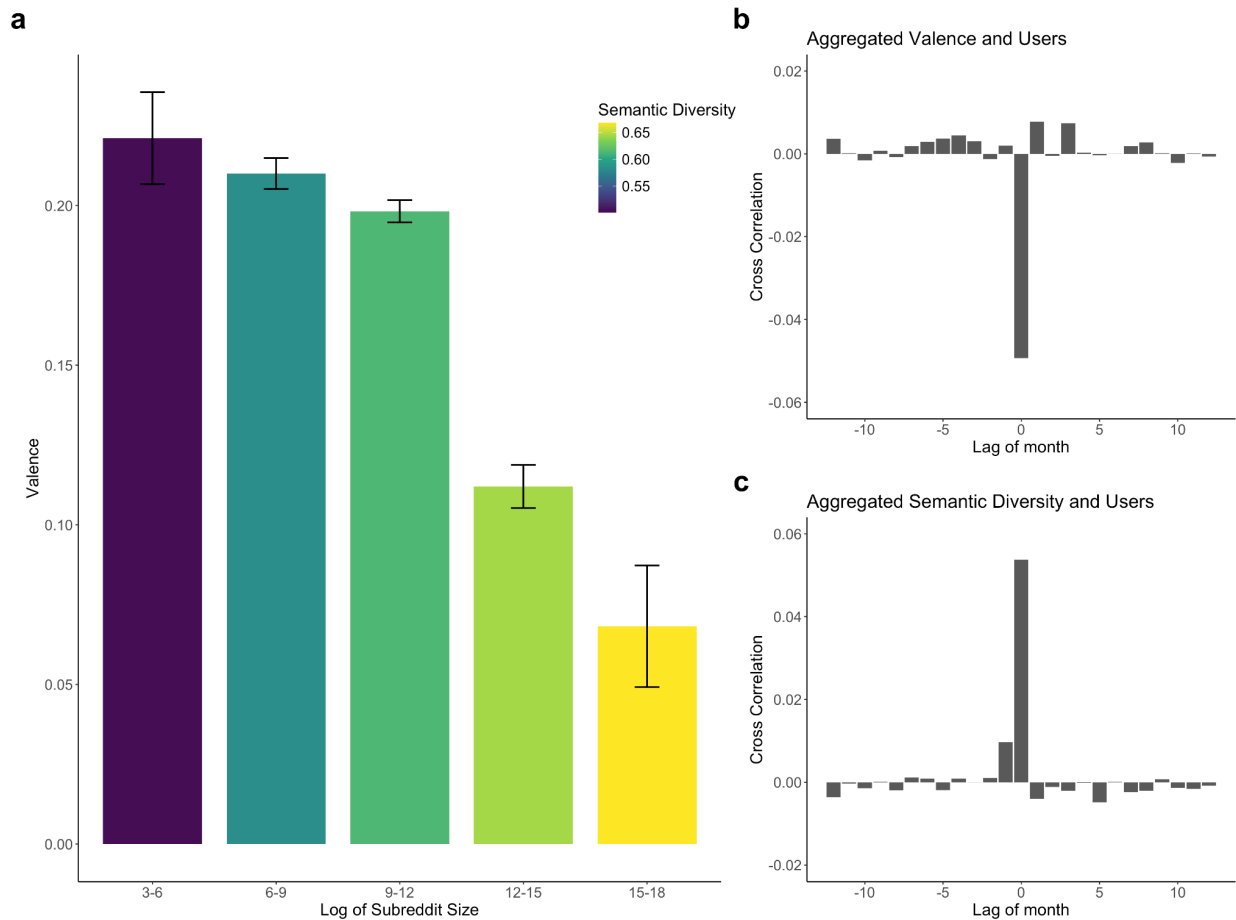 a
Semantic Diversity
0.65
0.60
0.55
0.20
0.15
0.10
0.05
0.00
Valence
3-6
6-9
9-12
12-15
15-18
Log of Subreddit Size
b
Aggregated Valence and Users
0.02
0.00
-0.02
-0.04
-0.06
Cross Correlation
-10
-5
0
5
10
Lag of month
c
Aggregated Semantic Diversity and Users
0.06
0.04
0.02
0.00
-0.02
Cross Correlation
-10
-5
0
5
10
Lag of month